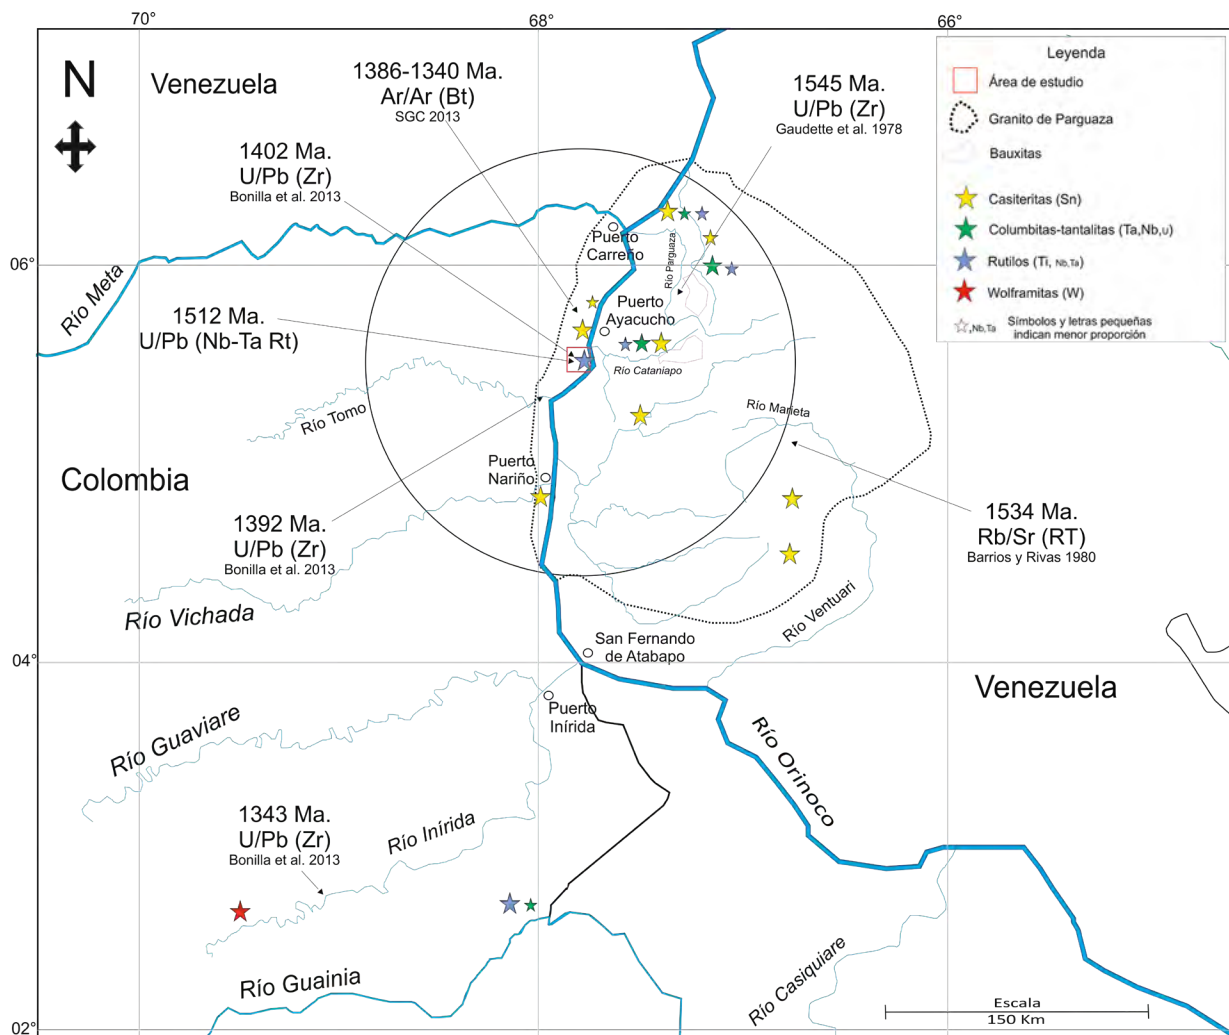 70°
68°
66°
N
Venezuela
1386-1340 Ma.
Ar/Ar (Bt)
SGC 2013
1545 Ma.
U/Pb (Zr)
Gaudette et al. 1978
Leyenda
Área de estudio
Granito de Parguaza
Bauxitas
Casiteritas (Sn)
Columbitas-tantalitas (Ta,Nb,U)
Rutilos (Ti, Nb,Ta)
Wolframitas (W)
,Nb,Ta
Símbolos y letras pequeñas
indican menor proporción
1402 Ma.
U/Pb (Zr)
Bonilla et al. 2013
Puerto
Carreño
Río Parguaza
06°
Río Meta
1512 Ma.
U/Pb (Nb-Ta Rt)
Puerto
Ayacucho
Río Cataniapo
Río Tomo
Río Marieta
Colombia
Puerto
Nariño
1392 Ma.
U/Pb (Zr)
Bonilla et al. 2013
1534 Ma.
Rb/Sr (RT)
Barrios y Rivas 1980
Río Vichada
Río Ventuari
San Fernando
de Atabapo
04°
Venezuela
Puerto
Inírida
Río Guaviare
Río Orinoco
1343 Ma.
U/Pb (Zr)
Bonilla et al. 2013
Río Inírida
Río Guainia
Río Casiquiare
Escala
150 Km
02°